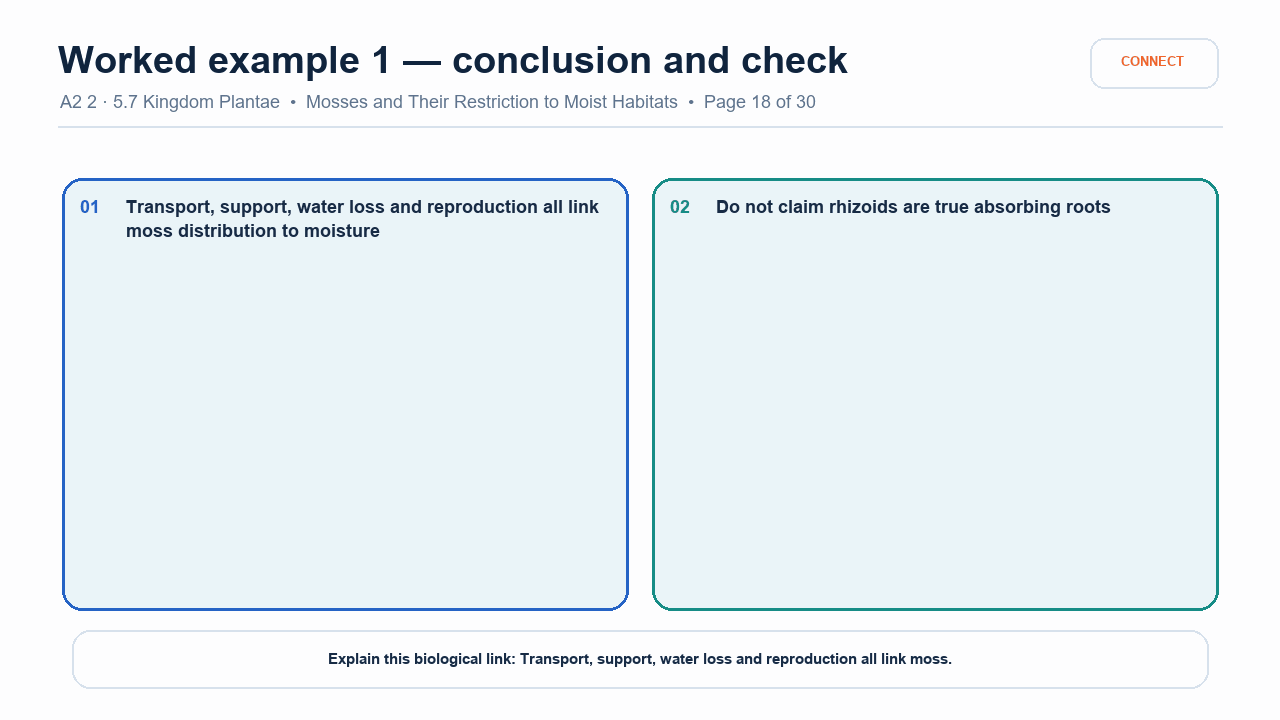 Worked example 1 — conclusion and check
CONNECT
A2 2 · 5.7 Kingdom Plantae • Mosses and Their Restriction to Moist Habitats • Page 18 of 30
01 Transport, support, water loss and reproduction all link
moss distribution to moisture
02 Do not claim rhizoids are true absorbing roots
Explain this biological link: Transport, support, water loss and reproduction all link moss.